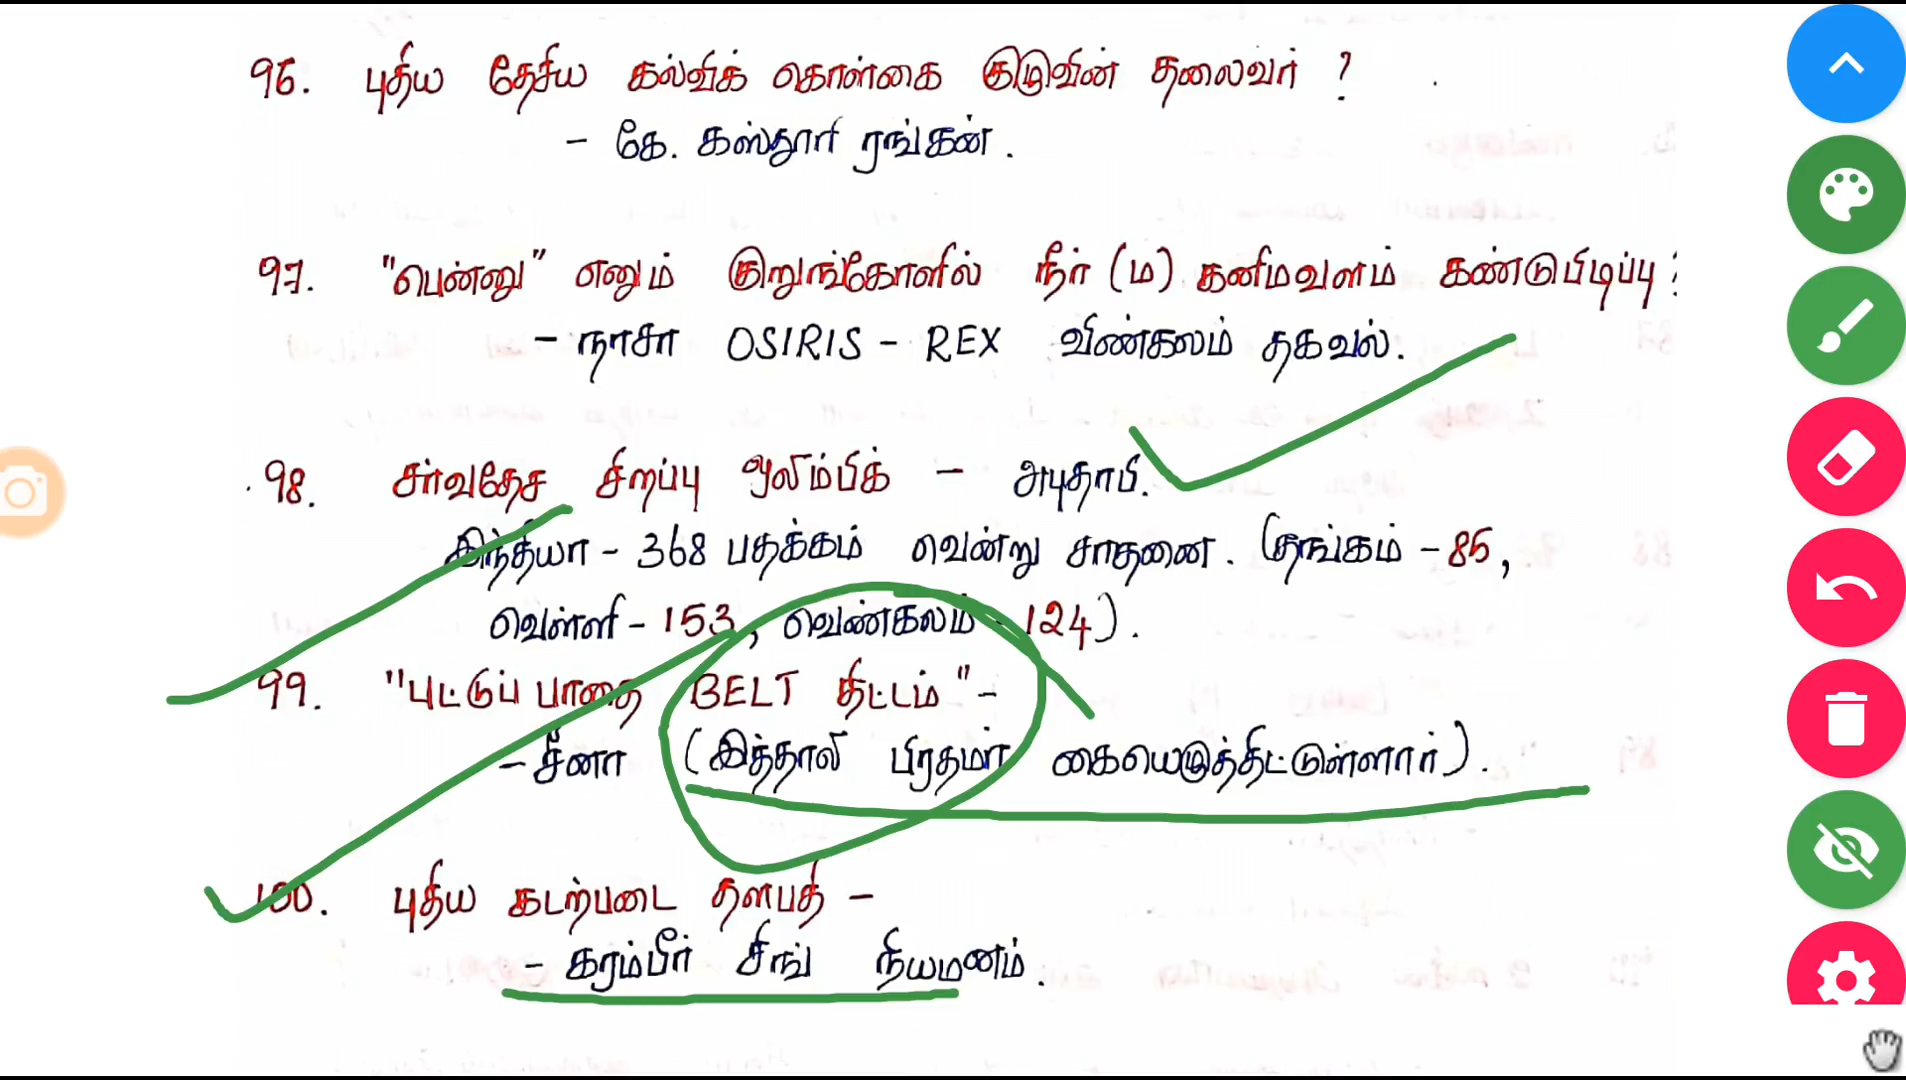 96. புதிய தேசிய கல்விக் கொள்கை குழுவின் தலைவர் ?
- கே. கஸ்தூரி ரங்கன்.
97. "பென்னு" எனும் குறுங்கோளில் நீர் (ம) கனிமவளம் கண்டுபிடிப்பு ?
- நாசா OSIRIS - REX விண்கலம் தகவல்.
98. சர்வதேச சிறப்பு ஒலிம்பிக் - அபுதாபி.
இந்தியா - 368 பதக்கம் வென்று சாதனை. (தங்கம் - 85,
வெள்ளி - 153, வெண்கலம் - 124).
99. "பட்டுப் பாதை BELT திட்டம்" -
- சீனா (இத்தாலி பிரதமர் கையெழுத்திட்டுள்ளார்).
100. புதிய கடற்படை தளபதி -
- கரம்பீர் சிங் நியமனம்.